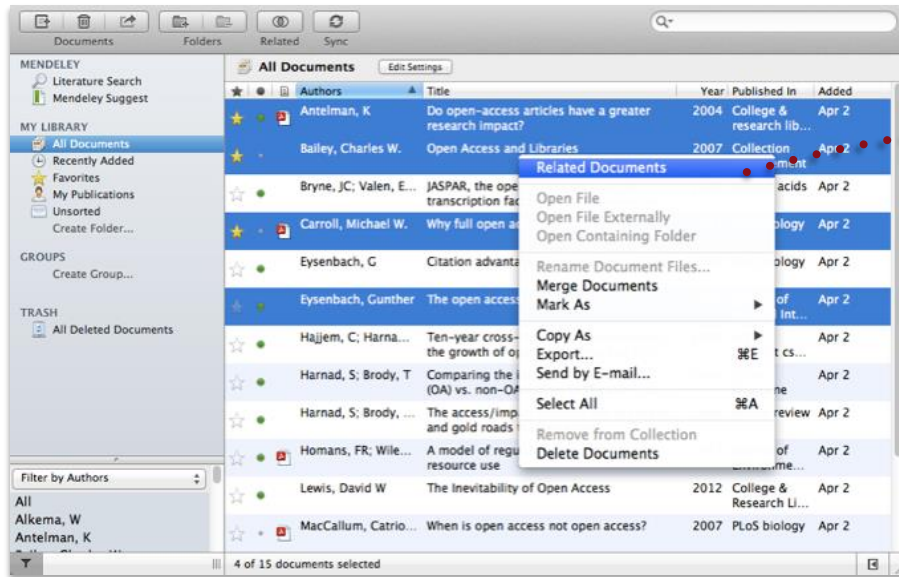 Documents Folders Related Sync
MENDELEY
Literature Search
Mendeley Suggest
MY LIBRARY
All Documents
Recently Added
Favorites
My Publications
Unsorted
Create Folder...
GROUPS
Create Group...
TRASH
All Deleted Documents
Filter by Authors
All
Alkema, W
Antelman, K
All Documents Edit Settings
Authors Title Year Published In Added
Antelman, K Do open-access articles have a greater 2004 College & Apr 2
research impact? research lib...
Bailey, Charles W. Open Access and Libraries 2007 Collection Apr 2
Bryne, JC; Valen, E... JASPAR, the ope acids Apr 2
transcription fac
Carroll, Michael W. Why full open ac ology Apr 2
Eysenbach, G Citation advanta ology Apr 2
Eysenbach, Gunther The open access of Apr 2
Int...
Hajjem, C; Harna... Ten-year cross- Apr 2
the growth of op t cs...
Harnad, S; Brody, T Comparing the i Apr 2
(OA) vs. non-OA ne
Harnad, S; Brody, ... The access/imp review Apr 2
and gold roads
Homans, FR; Wile... A model of regu of Apr 2
resource use Environme...
Lewis, David W The Inevitability of Open Access 2012 College & Apr 2
Research Li...
MacCallum, Catrio... When is open access not open access? 2007 PLoS biology Apr 2
Related Documents
Open File
Open File Externally
Open Containing Folder
Rename Document Files...
Merge Documents
Mark As
Copy As
Export... ⌘E
Send by E-mail...
Select All ⌘A
Remove from Collection
Delete Documents
4 of 15 documents selected